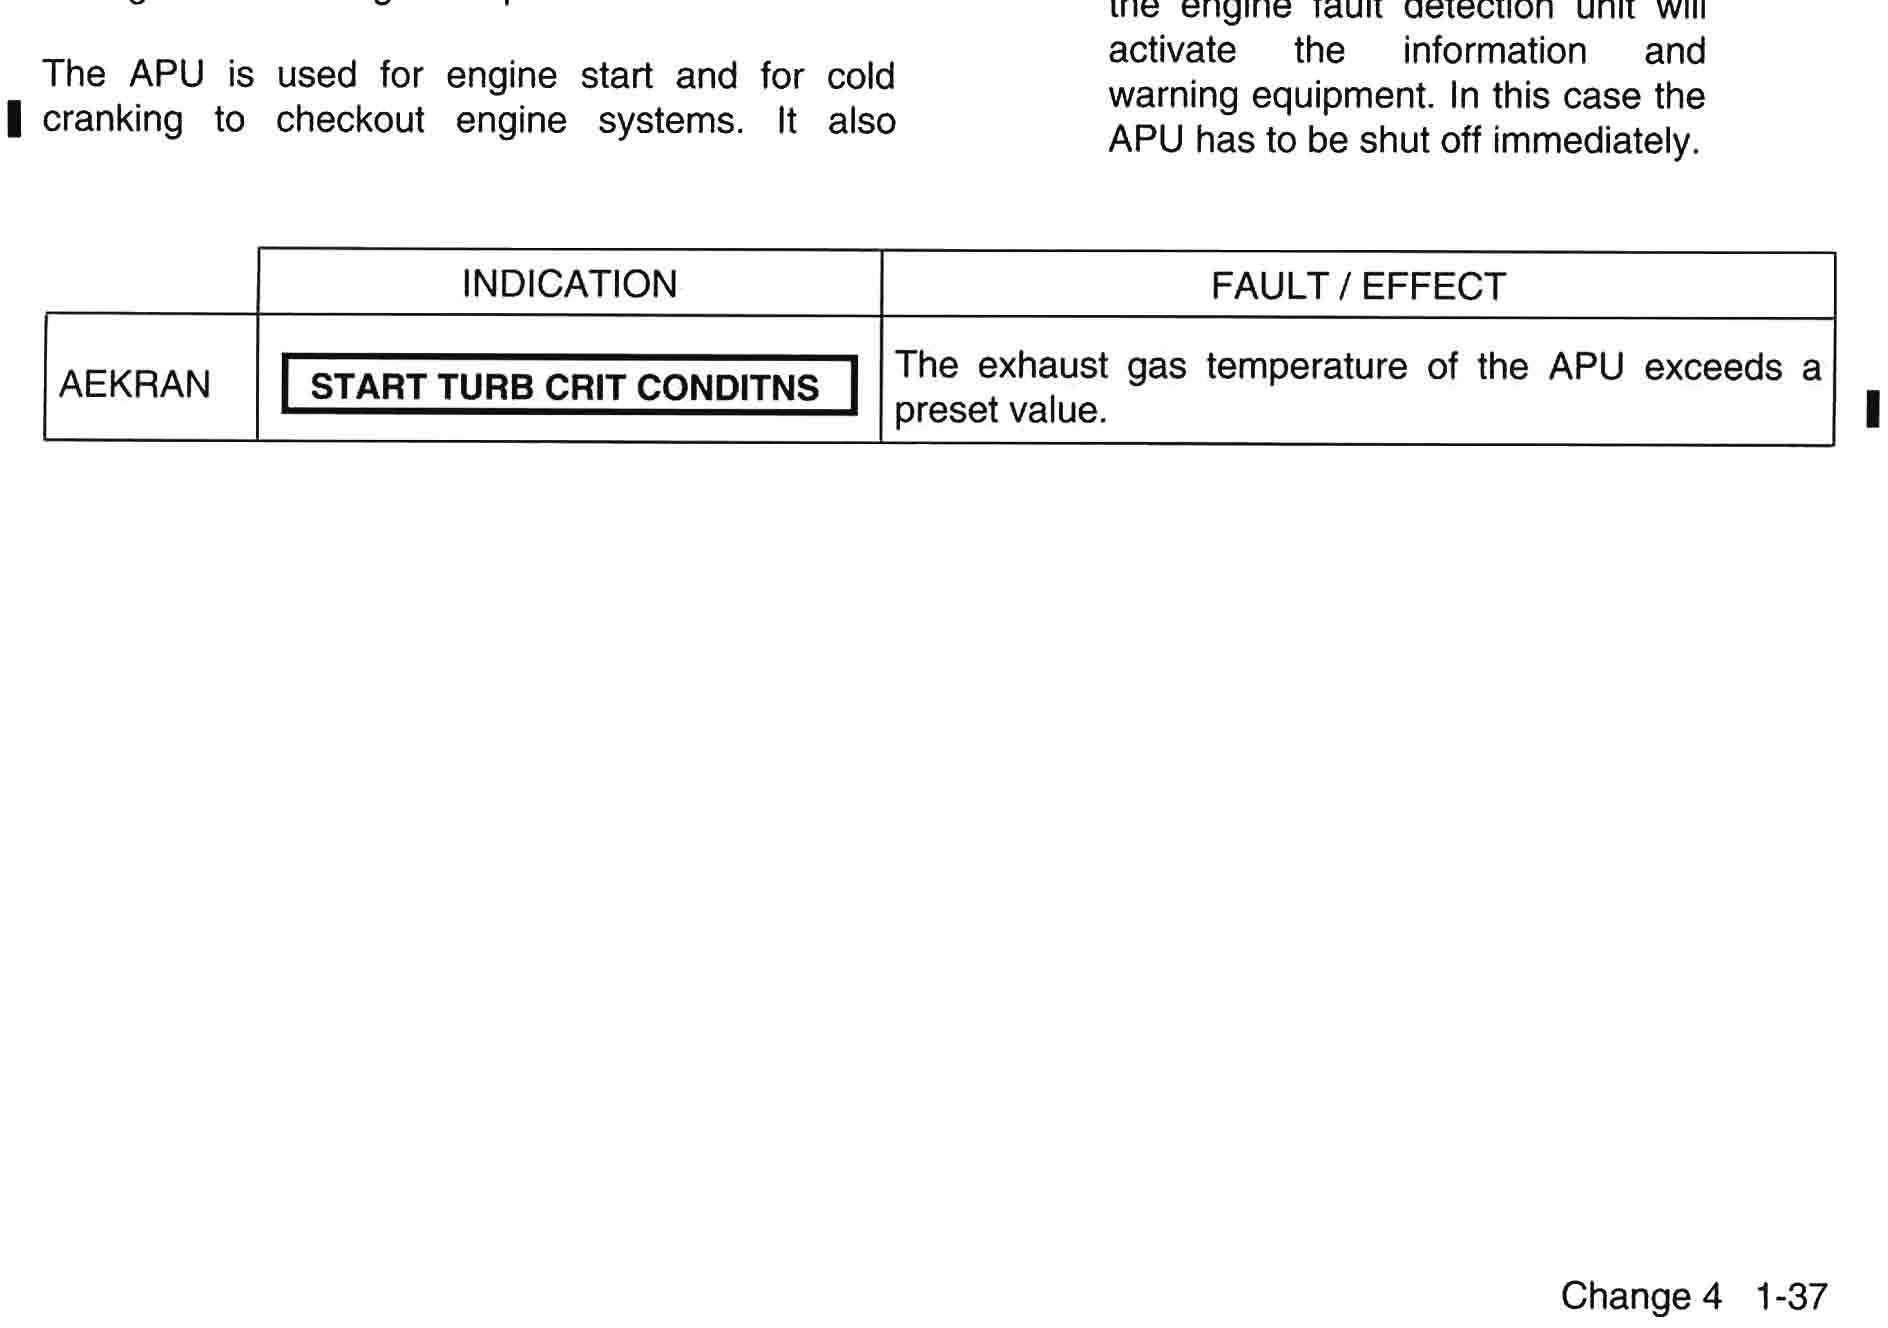 The APU is used for engine start and for cold
cranking to checkout engine systems. It also
the engine fault detection unit will
activate the information and
warning equipment. In this case the
APU has to be shut off immediately.
INDICATION
FAULT / EFFECT
AEKRAN
START TURB CRIT CONDITNS
The exhaust gas temperature of the APU exceeds a
preset value.
Change 4 1-37